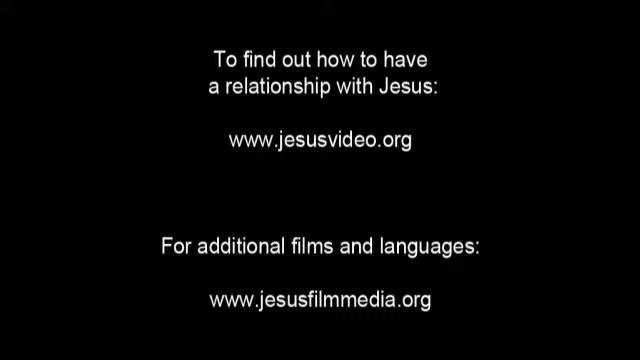 To find out how to have
a relationship with Jesus:
www.jesusvideo.org
For additional films and languages:
www.jesusfilmmedia.org